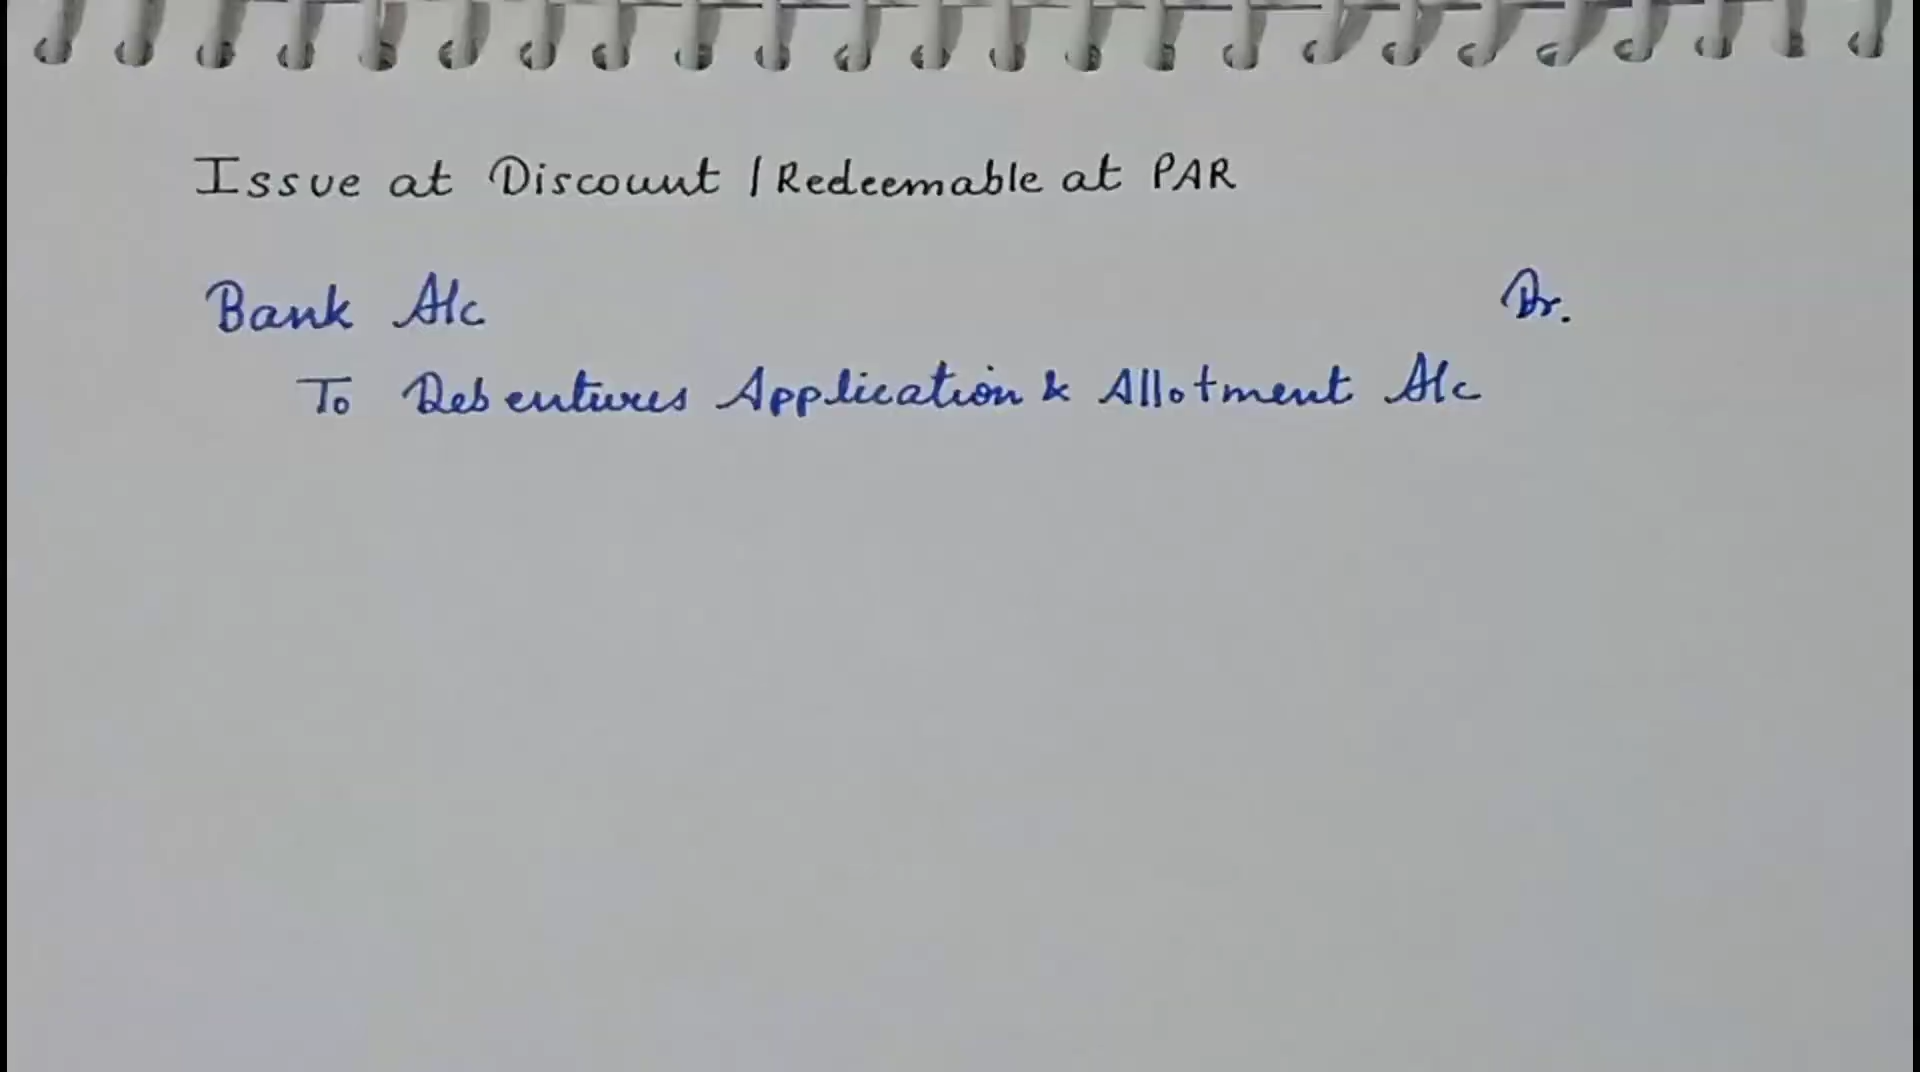 Issue at Discount / Redeemable at PAR
Bank A/c Dr.
To Debentures Application & Allotment A/c